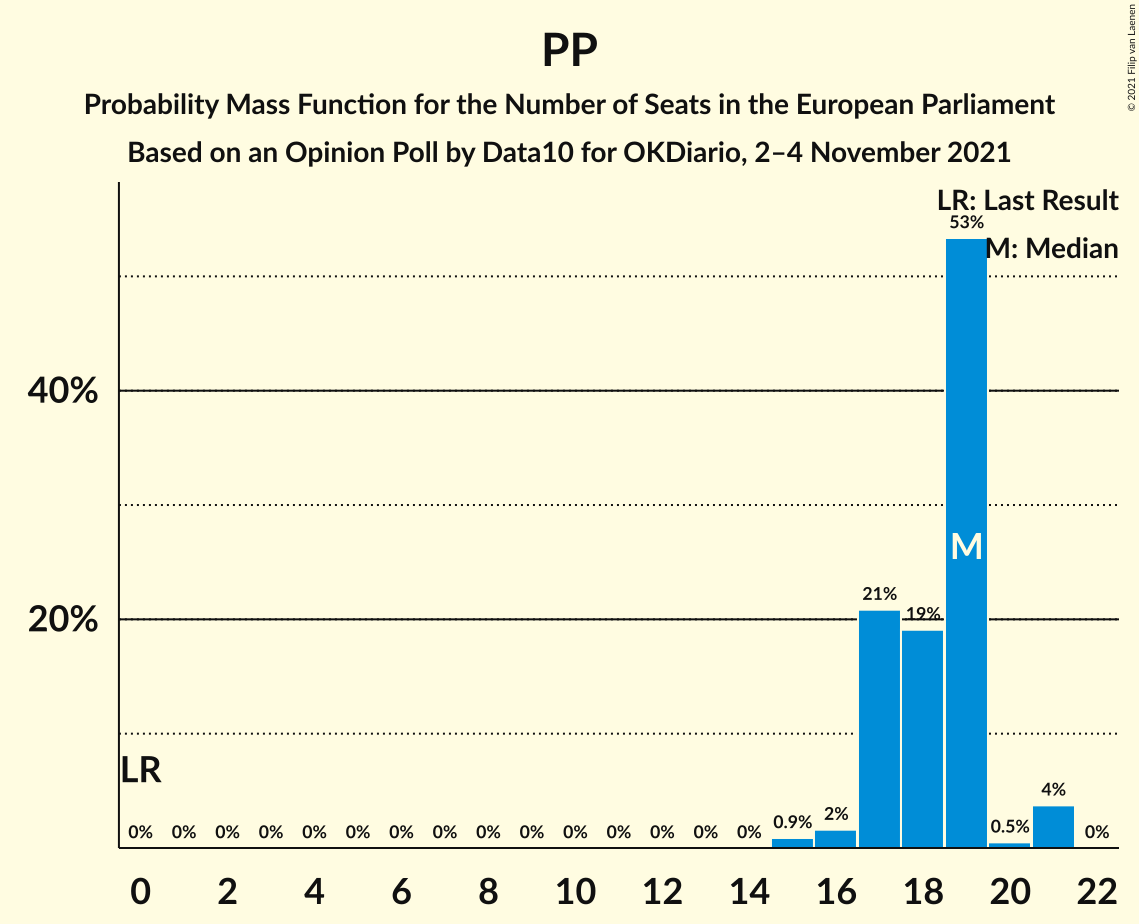 PP
Probability Mass Function for the Number of Seats in the European Parliament
Based on an Opinion Poll by Data10 for OKDiario, 2–4 November 2021
© 2021 Filip van Laenen
LR: Last Result
M: Median
53%
40%
M
21%
19%
20%
LR
0% 0% 0% 0% 0% 0% 0% 0% 0% 0% 0% 0% 0% 0% 0% 0.9% 2% 0.5% 4% 0%
0 2 4 6 8 10 12 14 16 18 20 22